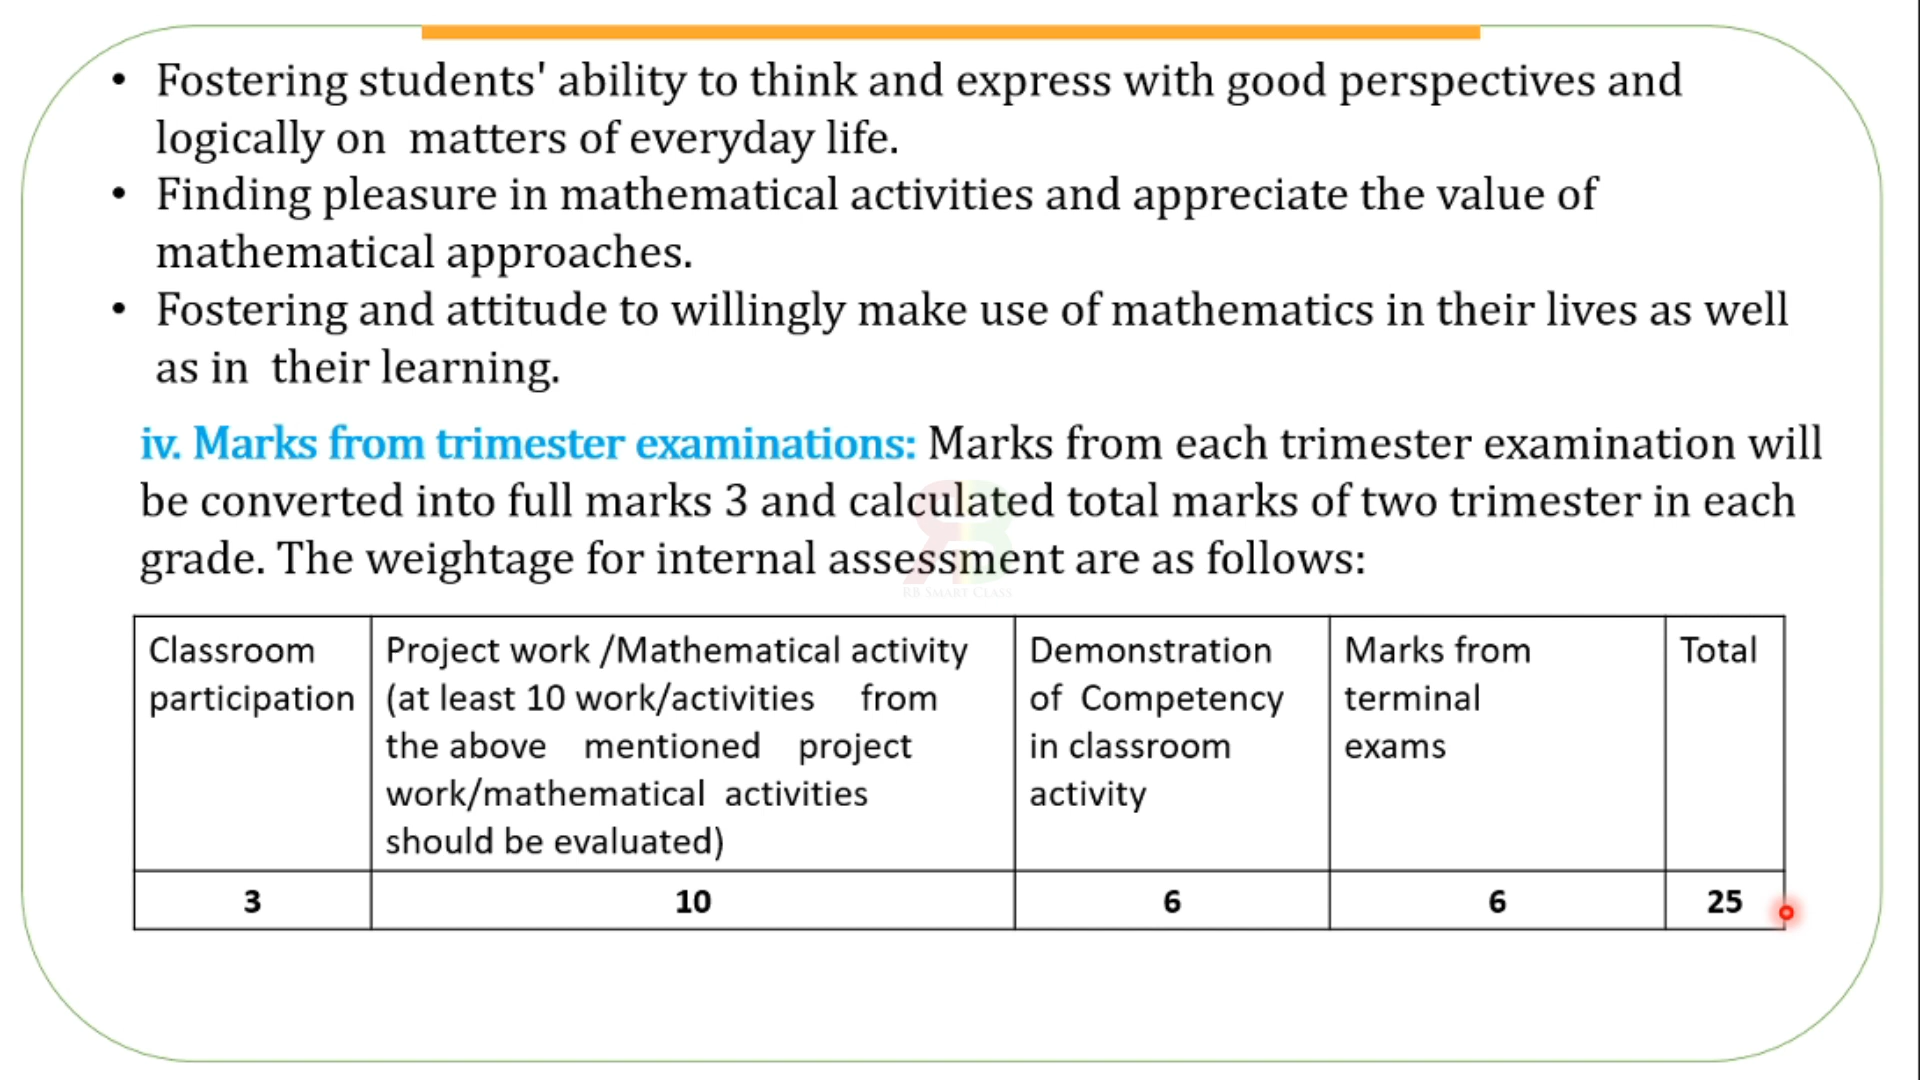 • Fostering students' ability to think and express with good perspectives and
logically on matters of everyday life.
• Finding pleasure in mathematical activities and appreciate the value of
mathematical approaches.
• Fostering and attitude to willingly make use of mathematics in their lives as well
as in their learning.
iv. Marks from trimester examinations: Marks from each trimester examination will
be converted into full marks 3 and calculated total marks of two trimester in each
grade. The weightage for internal assessment are as follows:
RB SMART CLASS
Classroom
participation
Project work /Mathematical activity
(at least 10 work/activities from
the above mentioned project
work/mathematical activities
should be evaluated)
Demonstration
of Competency
in classroom
activity
Marks from
terminal
exams
Total
3
10
6
6
25